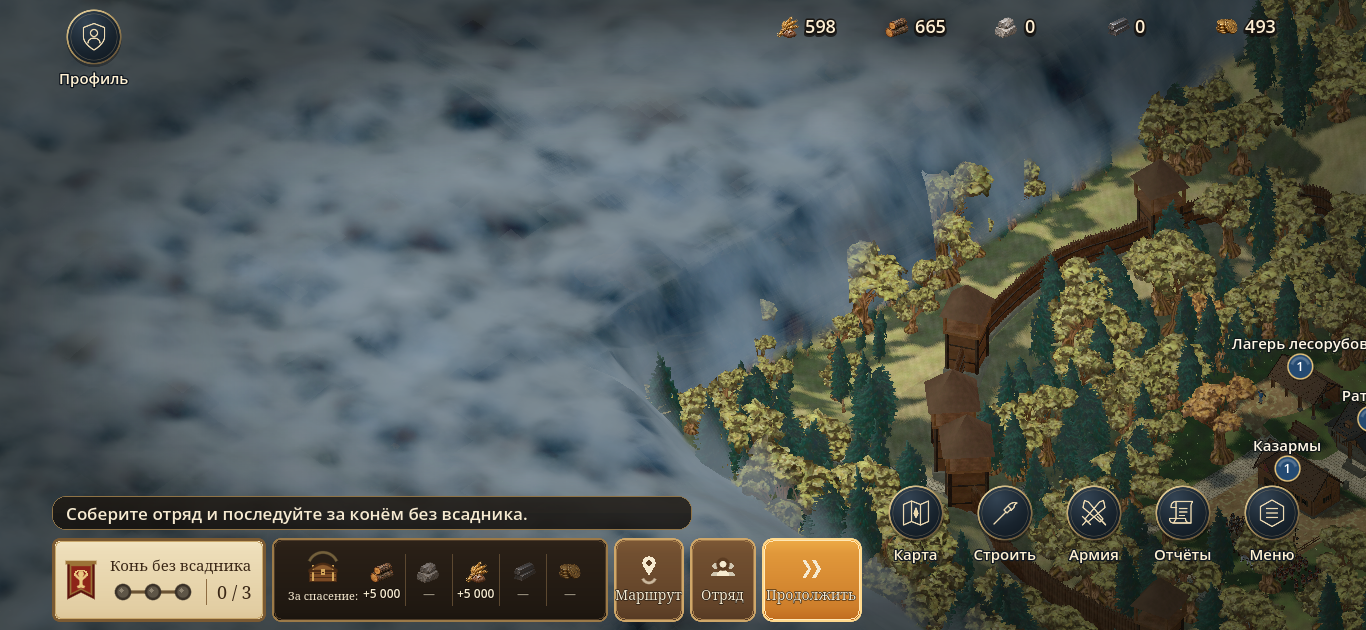 598
665
0
0
493
Профиль
Лагерь лесорубов
1
Рат
Казармы
1
Соберите отряд и последуйте за конём без всадника.
Карта
Строить
Армия
Отчёты
Меню
Конь без всадника
0 / 3
За спасение:
+5 000
—
+5 000
—
—
Маршрут
Отряд
Продолжить